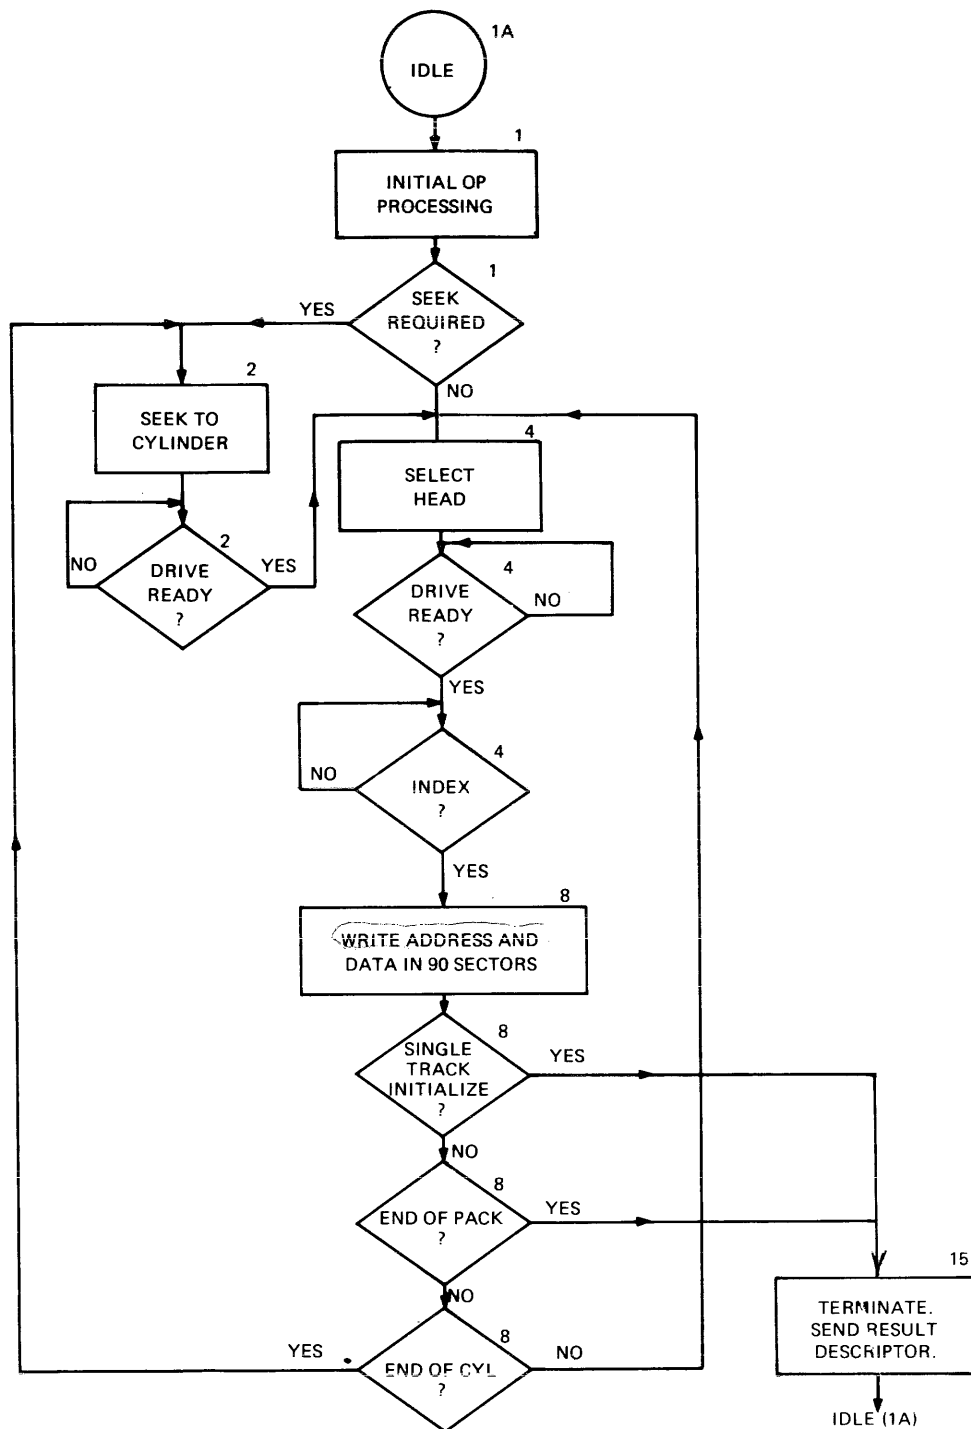 1A
IDLE
1
INITIAL OP
PROCESSING
1
SEEK
REQUIRED
?
YES
NO
2
SEEK TO
CYLINDER
4
SELECT
HEAD
2
DRIVE
READY
?
NO
YES
4
DRIVE
READY
?
NO
YES
4
INDEX
?
NO
YES
8
WRITE ADDRESS AND
DATA IN 90 SECTORS
8
SINGLE
TRACK
INITIALIZE
?
YES
NO
8
END OF PACK
?
YES
NO
8
END OF CYL
?
YES
NO
15
TERMINATE.
SEND RESULT
DESCRIPTOR.
IDLE (1A)